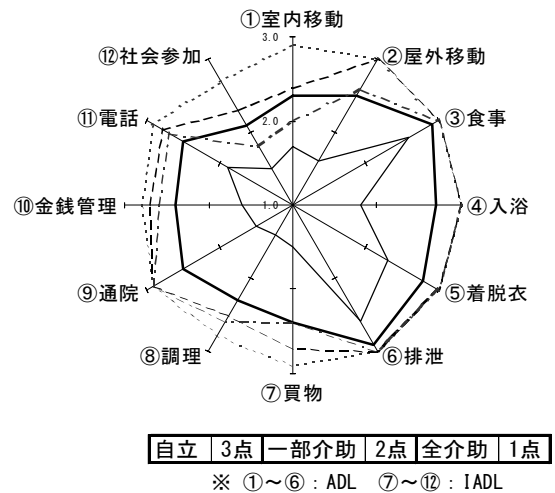 ①室内移動
3.0
⑫社会参加
②屋外移動
⑪電話
2.0
③食事
⑩金銭管理
1.0
④入浴
⑨通院
⑤着脱衣
⑧調理
⑥排泄
⑦買物
自立 3点 一部介助 2点 全介助 1点
※ ①～⑥：ADL ⑦～⑫：IADL